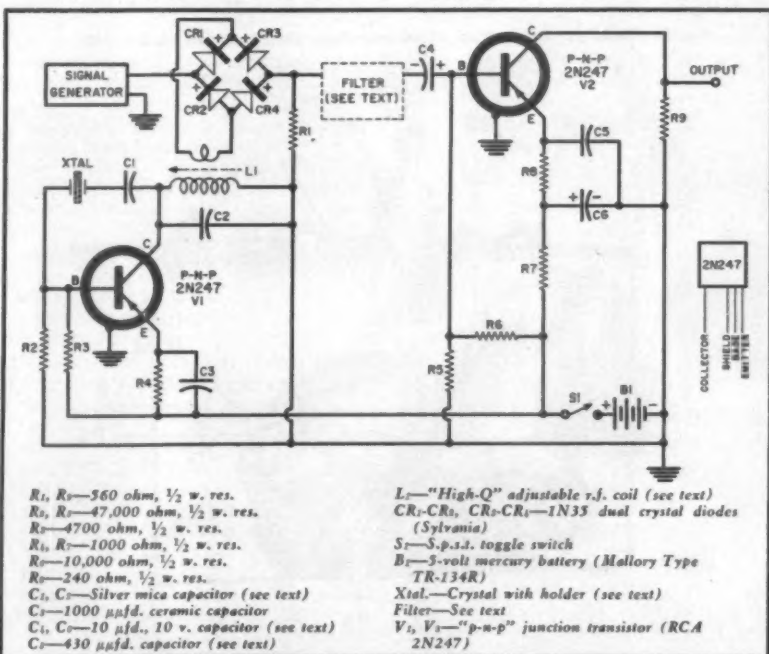 CR1
CR3
SIGNAL
GENERATOR
CR2
CR4
FILTER
(SEE TEXT)
C4
− +
B
C
E
P-N-P
2N247
V2
OUTPUT
R1
R9
C5
R8
+ −
C6
XTAL
C1
L1
C2
R7
2N247
COLLECTOR
SHIELD
BASE
EMITTER
C
B
E
P-N-P
2N247
V1
R6
R2
R3
R4
C3
R5
S1
+ B1 −
R1, R9—560 ohm, ½ w. res.
R2, R5—47,000 ohm, ½ w. res.
R3—4700 ohm, ½ w. res.
R4, R7—1000 ohm, ½ w. res.
R6—10,000 ohm, ½ w. res.
R8—240 ohm, ½ w. res.
C1, C2—Silver mica capacitor (see text)
C3—1000 μμfd. ceramic capacitor
C4, C6—10 μfd., 10 v. capacitor (see text)
C5—430 μμfd. capacitor (see text)
L1—"High-Q" adjustable r.f. coil (see text)
CR1-CR2, CR3-CR4—1N35 dual crystal diodes
(Sylvania)
S1—S.p.s.t. toggle switch
B1—5-volt mercury battery (Mallory Type
TR-134R)
Xtal.—Crystal with holder (see text)
Filter—See text
V1, V2—"p-n-p" junction transistor (RCA
2N247)